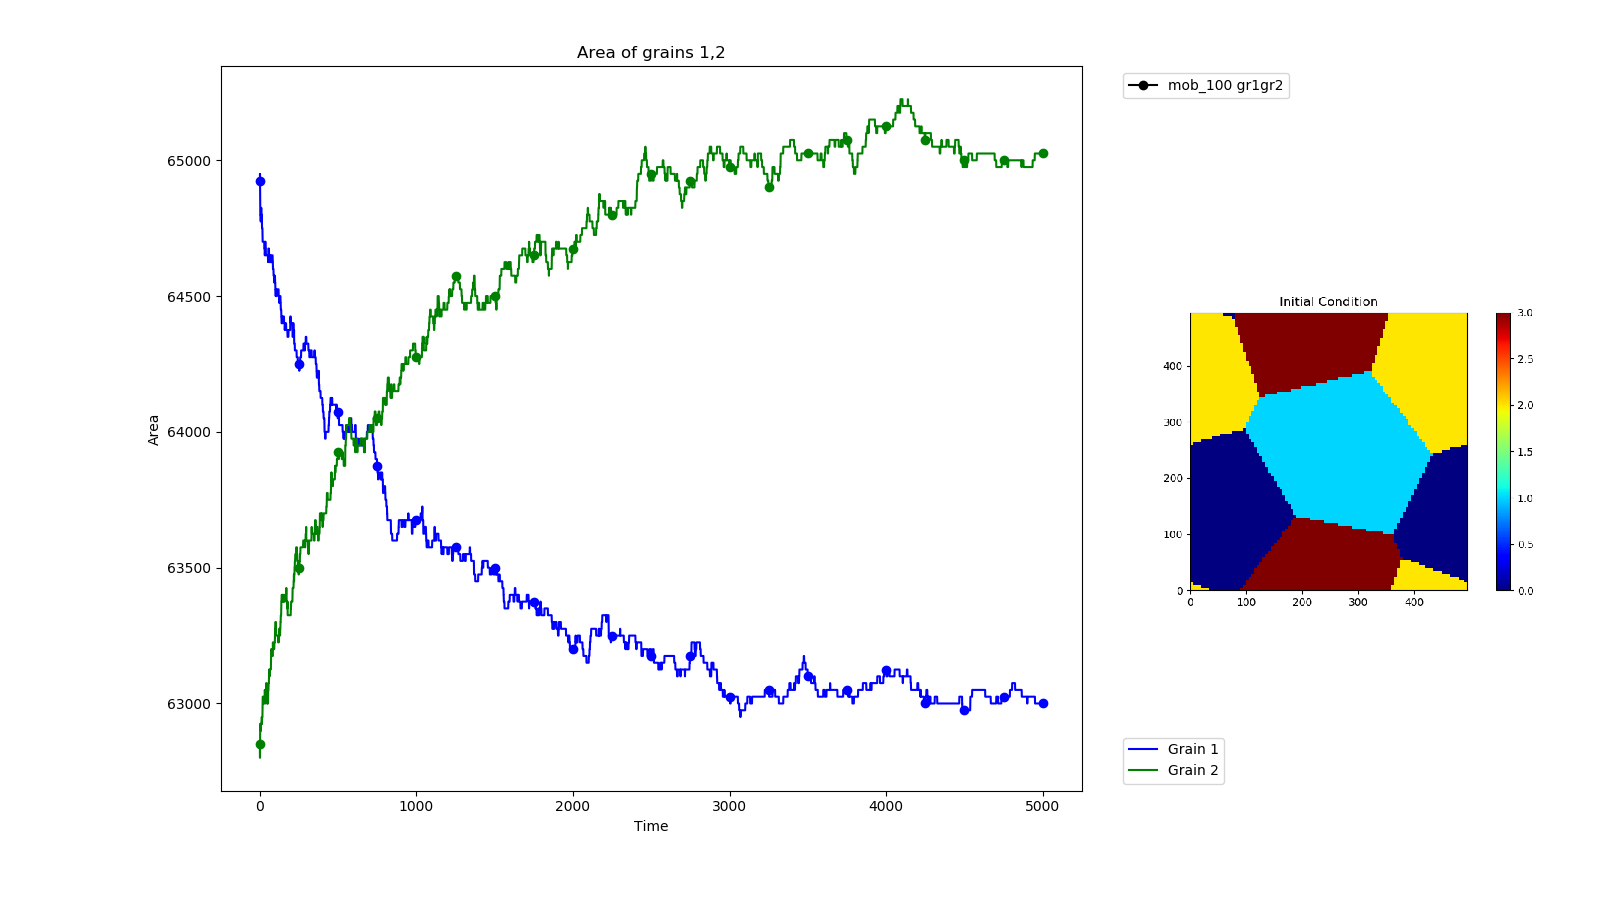 Area of grains 1,2
mob_100 gr1gr2
65000
64500
64000
63500
63000
Area
0 1000 2000 3000 4000 5000
Time
Initial Condition
400
300
200
100
0
0 100 200 300 400
3.0
2.5
2.0
1.5
1.0
0.5
0.0
Grain 1
Grain 2